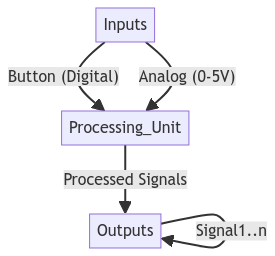 Inputs
Button (Digital)
Analog (0-5V)
Processing_Unit
Processed Signals
Outputs
Signal1..n